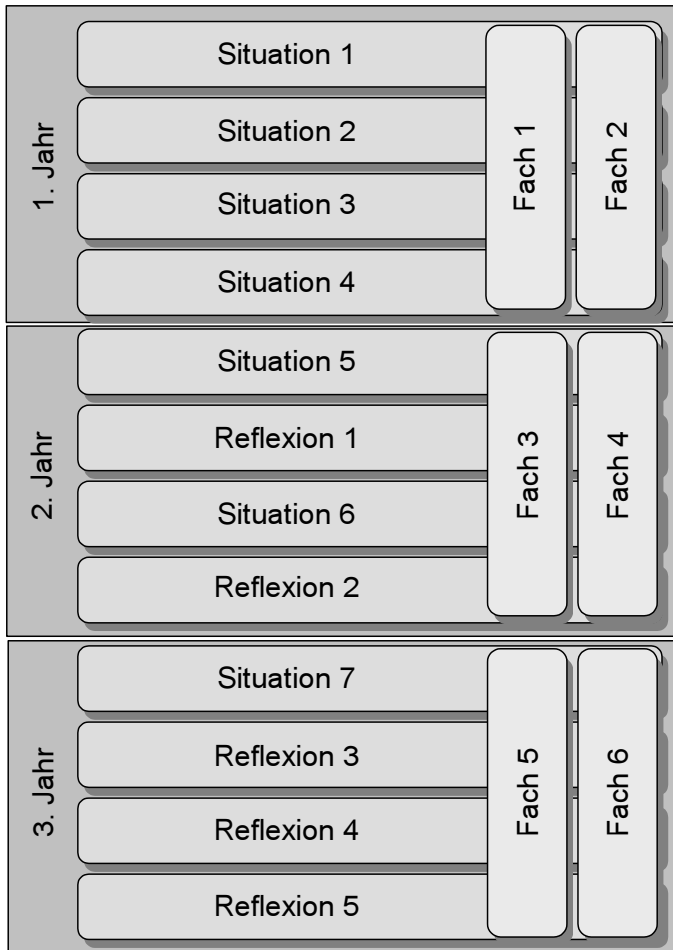 1. Jahr
Situation 1
Situation 2
Situation 3
Situation 4
Fach 1
Fach 2
2. Jahr
Situation 5
Reflexion 1
Situation 6
Reflexion 2
Fach 3
Fach 4
3. Jahr
Situation 7
Reflexion 3
Reflexion 4
Reflexion 5
Fach 5
Fach 6